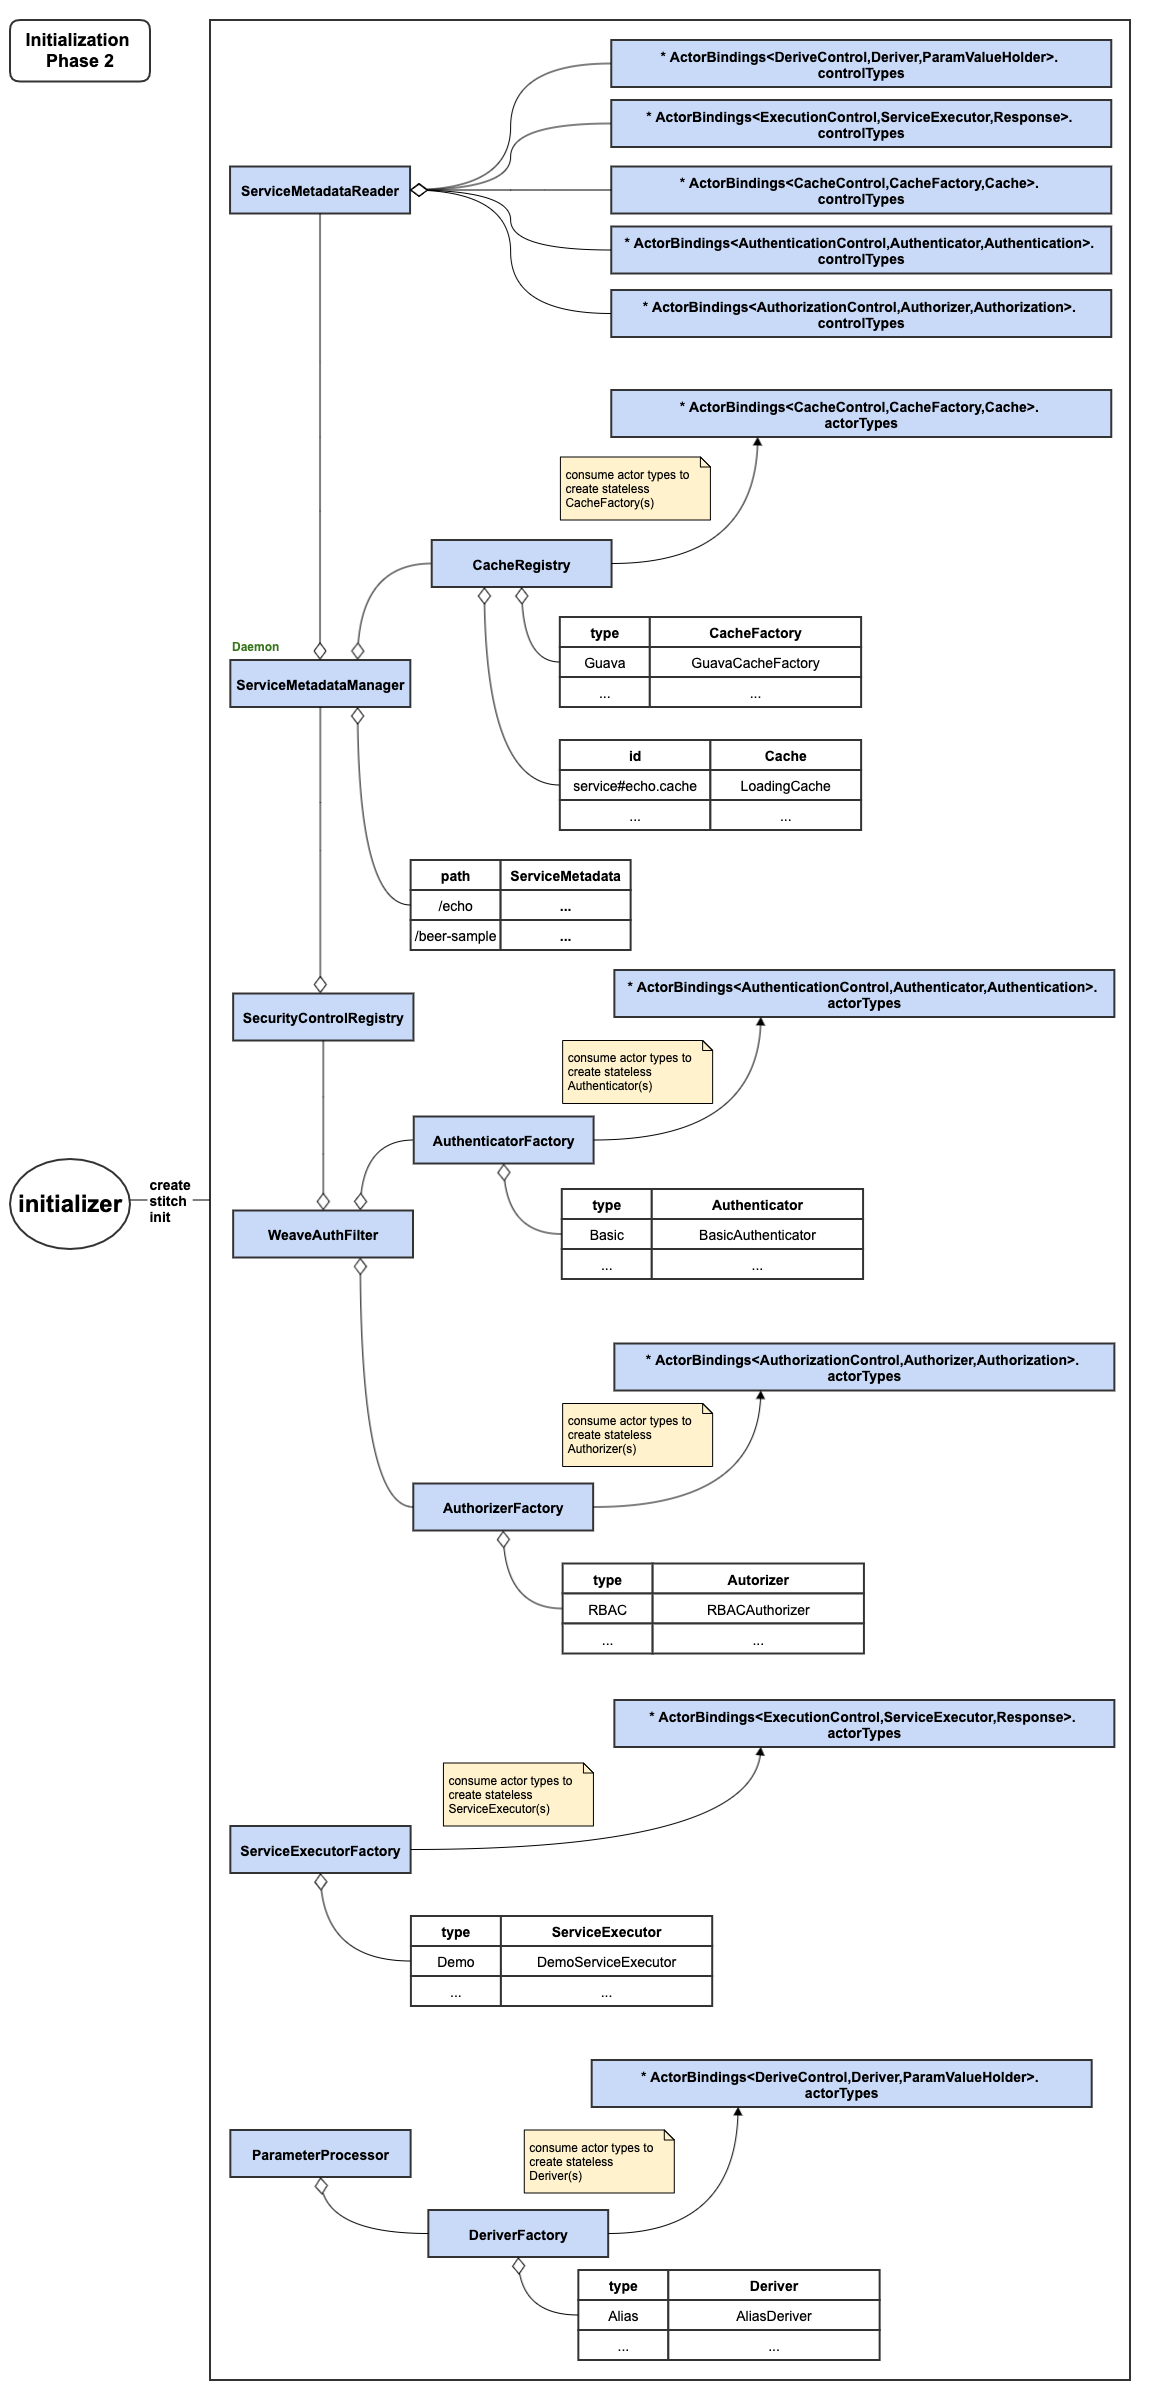 Initialization
Phase 2
* ActorBindings<DeriveControl,Deriver,ParamValueHolder>.
controlTypes
* ActorBindings<ExecutionControl,ServiceExecutor,Response>.
controlTypes
ServiceMetadataReader
* ActorBindings<CacheControl,CacheFactory,Cache>.
controlTypes
* ActorBindings<AuthenticationControl,Authenticator,Authentication>.
controlTypes
* ActorBindings<AuthorizationControl,Authorizer,Authorization>.
controlTypes
* ActorBindings<CacheControl,CacheFactory,Cache>.
actorTypes
consume actor types to
create stateless
CacheFactory(s)
CacheRegistry
type CacheFactory
Guava GuavaCacheFactory
... ...
Daemon
ServiceMetadataManager
id Cache
service#echo.cache LoadingCache
... ...
path ServiceMetadata
/echo ...
/beer-sample ...
* ActorBindings<AuthenticationControl,Authenticator,Authentication>.
actorTypes
SecurityControlRegistry
consume actor types to
create stateless
Authenticator(s)
AuthenticatorFactory
initializer
create
stitch
init
type Authenticator
Basic BasicAuthenticator
... ...
WeaveAuthFilter
* ActorBindings<AuthorizationControl,Authorizer,Authorization>.
actorTypes
consume actor types to
create stateless
Authorizer(s)
AuthorizerFactory
type Autorizer
RBAC RBACAuthorizer
... ...
* ActorBindings<ExecutionControl,ServiceExecutor,Response>.
actorTypes
consume actor types to
create stateless
ServiceExecutor(s)
ServiceExecutorFactory
type ServiceExecutor
Demo DemoServiceExecutor
... ...
* ActorBindings<DeriveControl,Deriver,ParamValueHolder>.
actorTypes
ParameterProcessor
consume actor types to
create stateless
Deriver(s)
DeriverFactory
type Deriver
Alias AliasDeriver
... ...